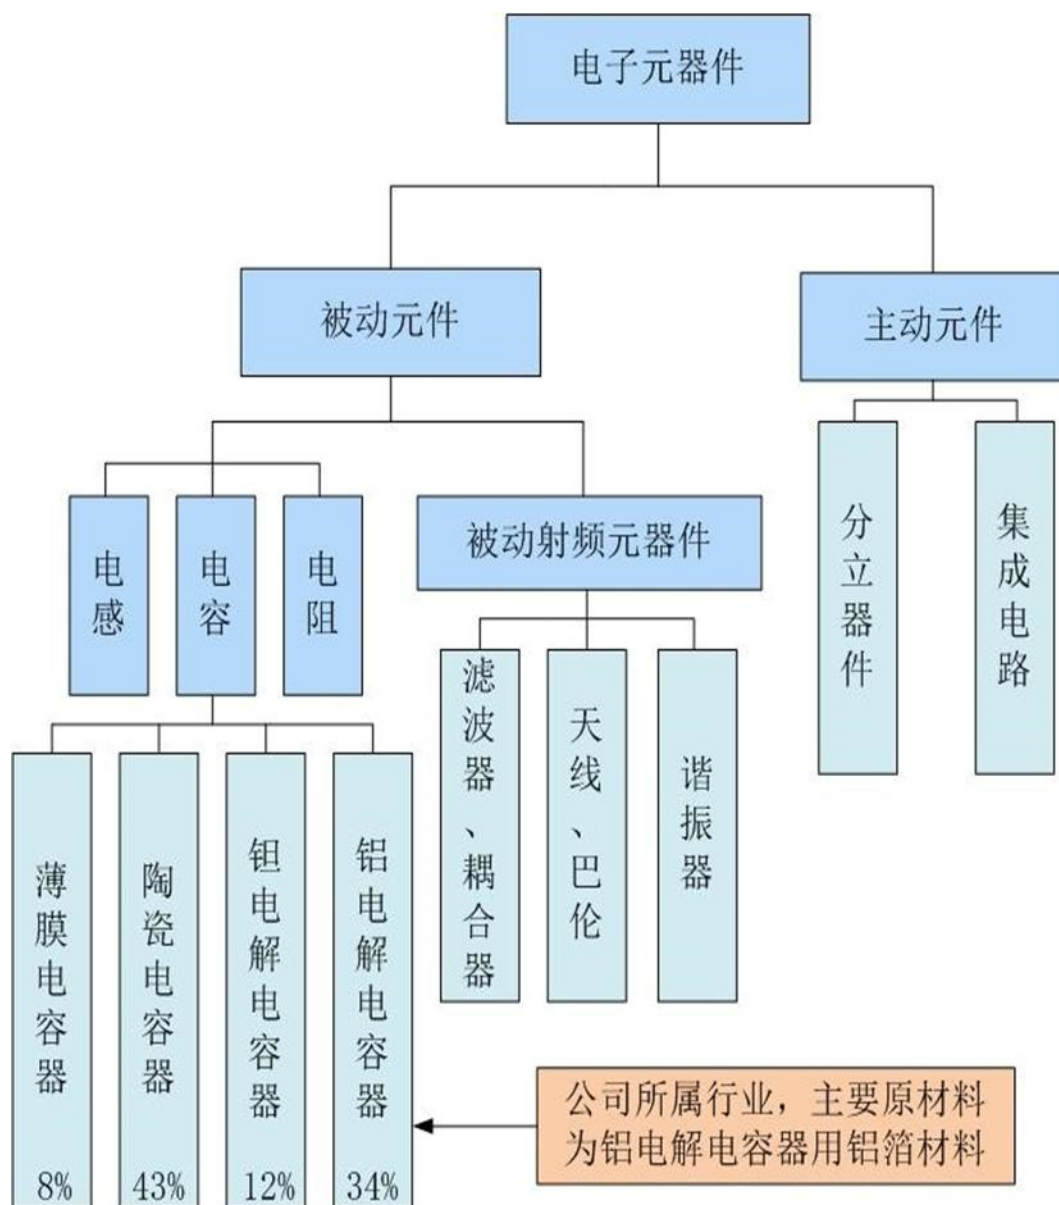 电子元器件
被动元件
主动元件
电感
电容
电阻
被动射频元器件
分立器件
集成电路
滤波器、耦合器
天线、巴伦
谐振器
薄膜电容器
8%
陶瓷电容器
43%
钽电解电容器
12%
铝电解电容器
34%
公司所属行业，主要原材料
为铝电解电容器用铝箔材料